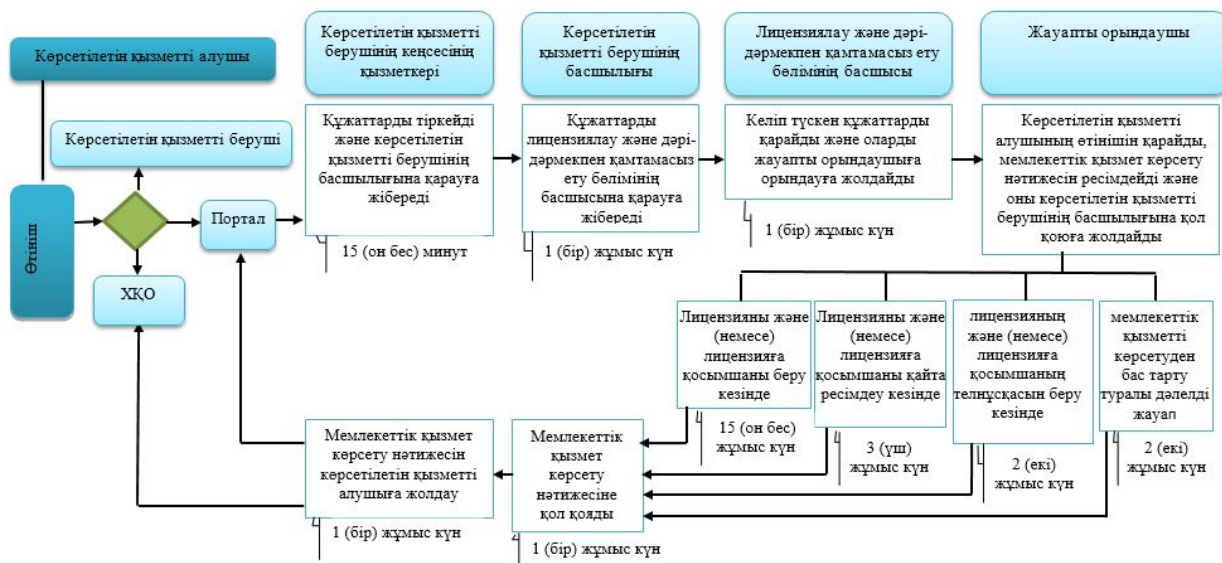 Көрсетілетін қызметті алушы
Көрсетілетін қызметті
берушінің кеңсесінің
қызметкері
Көрсетілетін
қызметті берушінің
басшылығы
Лицензиялау және дәрі-
дәрмекпен қамтамасыз ету
бөлімінің басшысы
Жауапты орындаушы
Көрсетілетін қызметті беруші
Өтініш
Портал
ХҚО
Құжаттарды тіркейді
және көрсетілетін
қызметті берушінің
басшылығына қарауға
жібереді
15 (он бес) минут
Құжаттарды
лицензиялау және дәрі-
дәрмекпен қамтамасыз
ету бөлімінің
басшысына қарауға
жібереді
1 (бір) жұмыс күн
Келіп түскен құжаттарды
қарайды және оларды
жауапты орындаушыға
орындауға жолдайды
1 (бір) жұмыс күн
Көрсетілетін қызметті
алушының өтінішін қарайды,
мемлекеттік қызмет көрсету
нәтижесін ресімдейді және
оны көрсетілетін қызметті
берушінің басшылығына қол
қоюға жолдайды
Лицензияны және
(немесе)
лицензияға
қосымшаны беру
кезінде
15 (он бес)
жұмыс күн
Лицензияны және
(немесе)
лицензияға
қосымшаны қайта
ресімдеу кезінде
3 (үш)
жұмыс күн
лицензияның
және (немесе)
лицензияға
қосымшаның
телнұсқасын беру
кезінде
2 (екі)
жұмыс күн
мемлекеттік
қызметті
көрсетуден
бас тарту
туралы дәлелді
жауап
2 (екі)
жұмыс күн
Мемлекеттік қызмет
көрсету нәтижесін
көрсетілетін қызметті
алушыға жолдау
1 (бір) жұмыс күн
Мемлекеттік
қызмет
көрсету
нәтижесіне
қол қояды
1 (бір) жұмыс күн